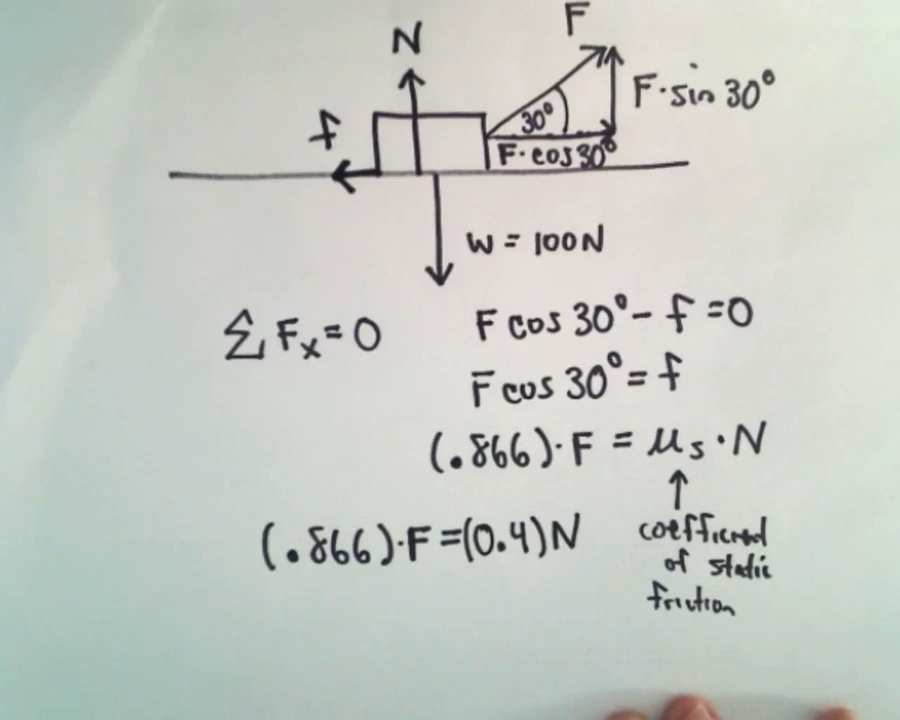 F
N
F·sin 30°
f
30°
F·cos 30°
W = 100N
Σ Fx = 0
F cos 30° - f = 0
F cos 30° = f
(.866)·F = μs·N
(.866)·F = (0.4)N
coefficient
of static
friction